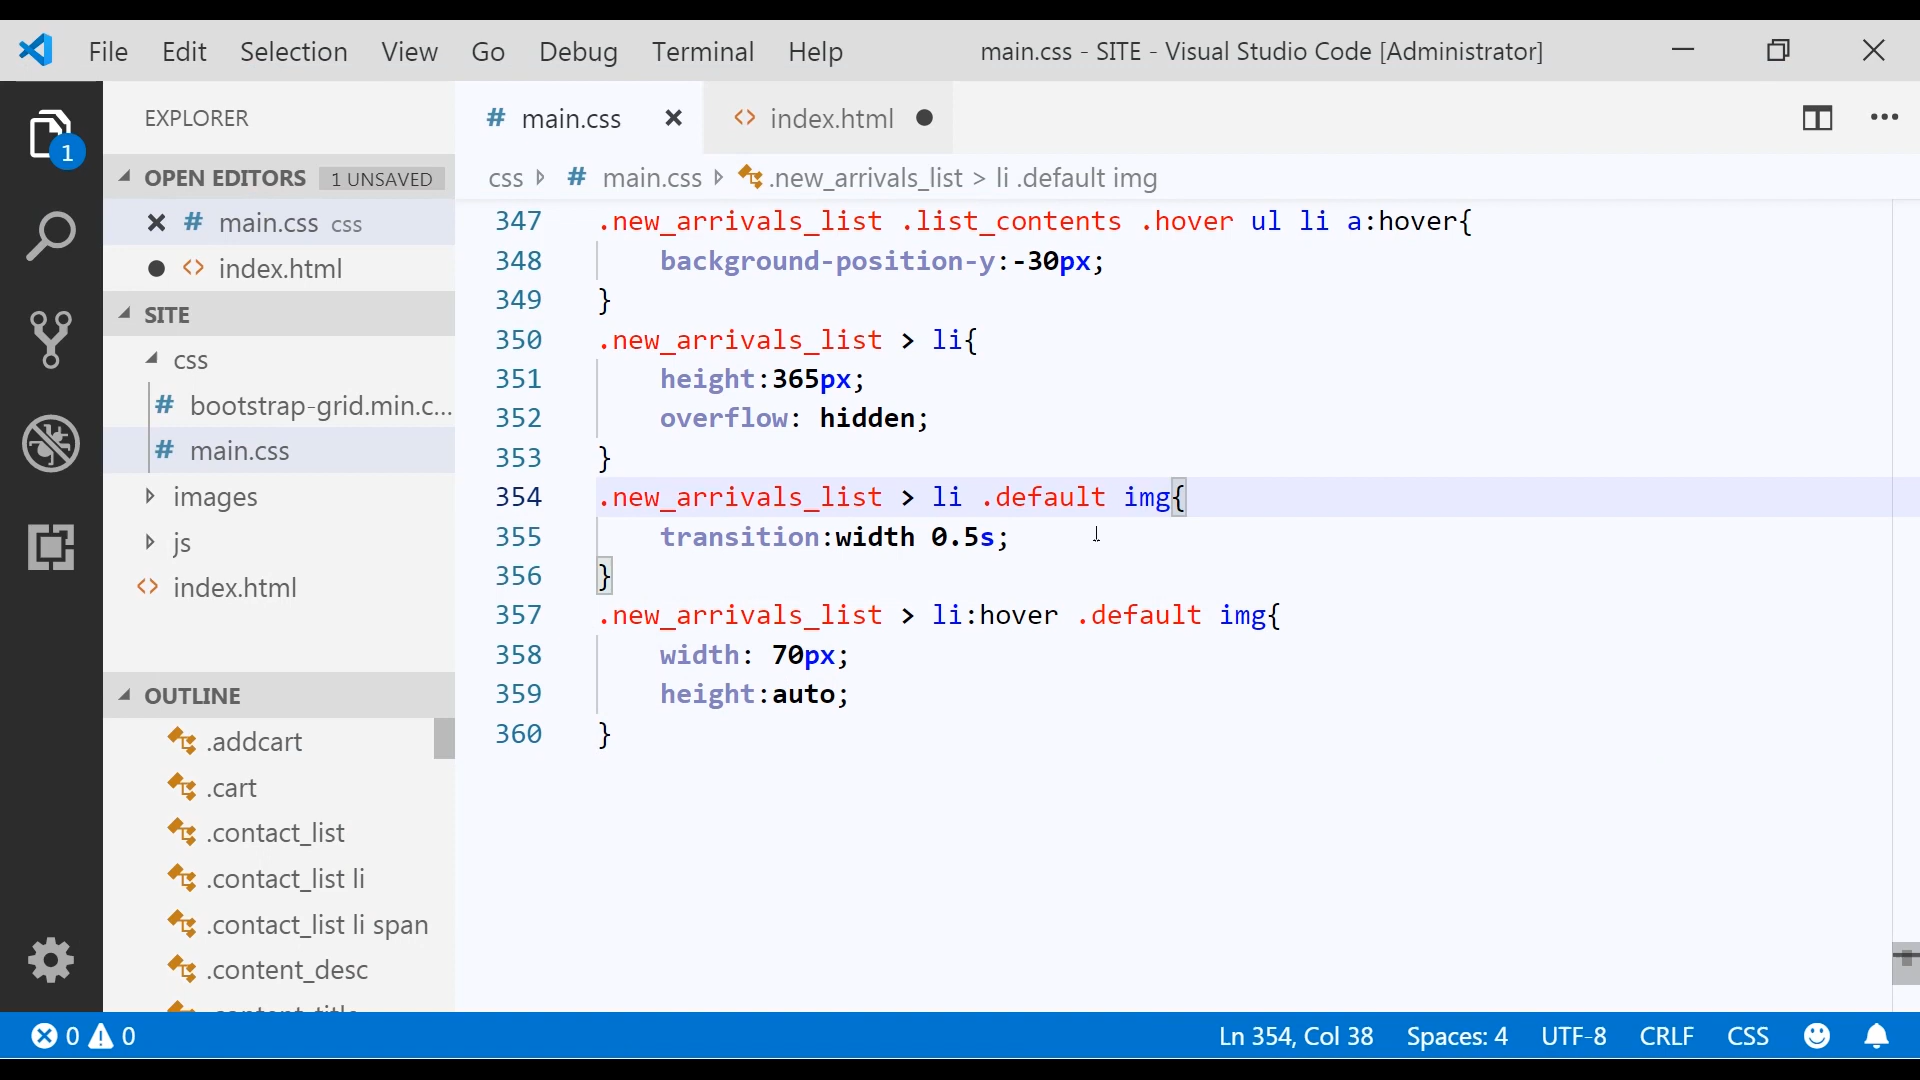 File Edit Selection View Go Debug Terminal Help main.css - SITE - Visual Studio Code [Administrator]
EXPLORER
# main.css <> index.html
OPEN EDITORS 1 UNSAVED
# main.css css
<> index.html
SITE
css
# bootstrap-grid.min.c...
# main.css
images
js
<> index.html
OUTLINE
.addcart
.cart
.contact_list
.contact_list li
.contact_list li span
.content_desc
css # main.css .new_arrivals_list > li .default img
347 .new_arrivals_list .list_contents .hover ul li a:hover{
348 background-position-y:-30px;
349 }
350 .new_arrivals_list > li{
351 height:365px;
352 overflow: hidden;
353 }
354 .new_arrivals_list > li .default img{
355 transition:width 0.5s;
356 }
357 .new_arrivals_list > li:hover .default img{
358 width: 70px;
359 height:auto;
360 }
1
0 0 Ln 354, Col 38 Spaces: 4 UTF-8 CRLF CSS